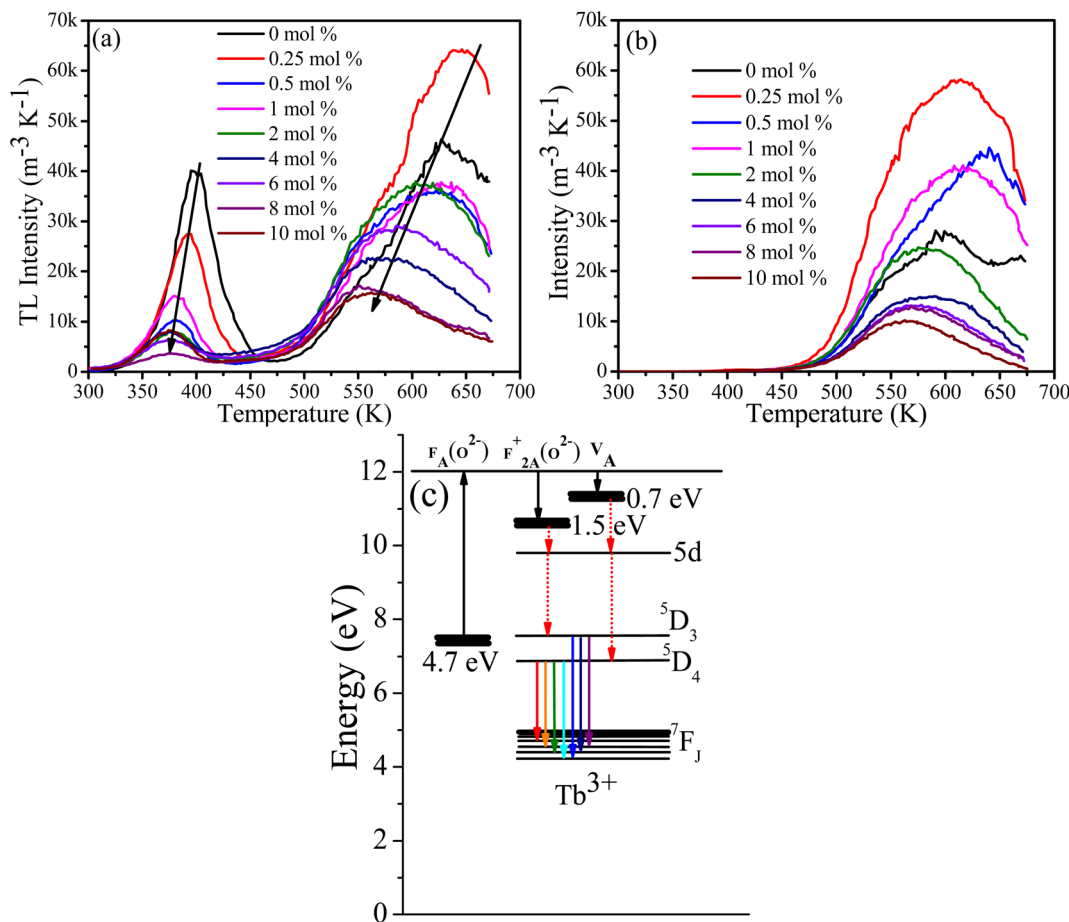 (a)
70k
60k
50k
40k
30k
20k
10k
0
TL Intensity (m⁻³ K⁻¹)
0 mol %
0.25 mol %
0.5 mol %
1 mol %
2 mol %
4 mol %
6 mol %
8 mol %
10 mol %
300 350 400 450 500 550 600 650 700
Temperature (K)
(b)
70k
60k
50k
40k
30k
20k
10k
0
Intensity (m⁻³ K⁻¹)
0 mol %
0.25 mol %
0.5 mol %
1 mol %
2 mol %
4 mol %
6 mol %
8 mol %
10 mol %
300 350 400 450 500 550 600 650 700
Temperature (K)
F_A(O²⁻) F⁺_2A(O²⁻) V_A
(c)
12
10
8
6
4
2
0
Energy (eV)
0.7 eV
1.5 eV
5d
⁵D₃
4.7 eV
⁵D₄
⁷F_J
Tb³⁺